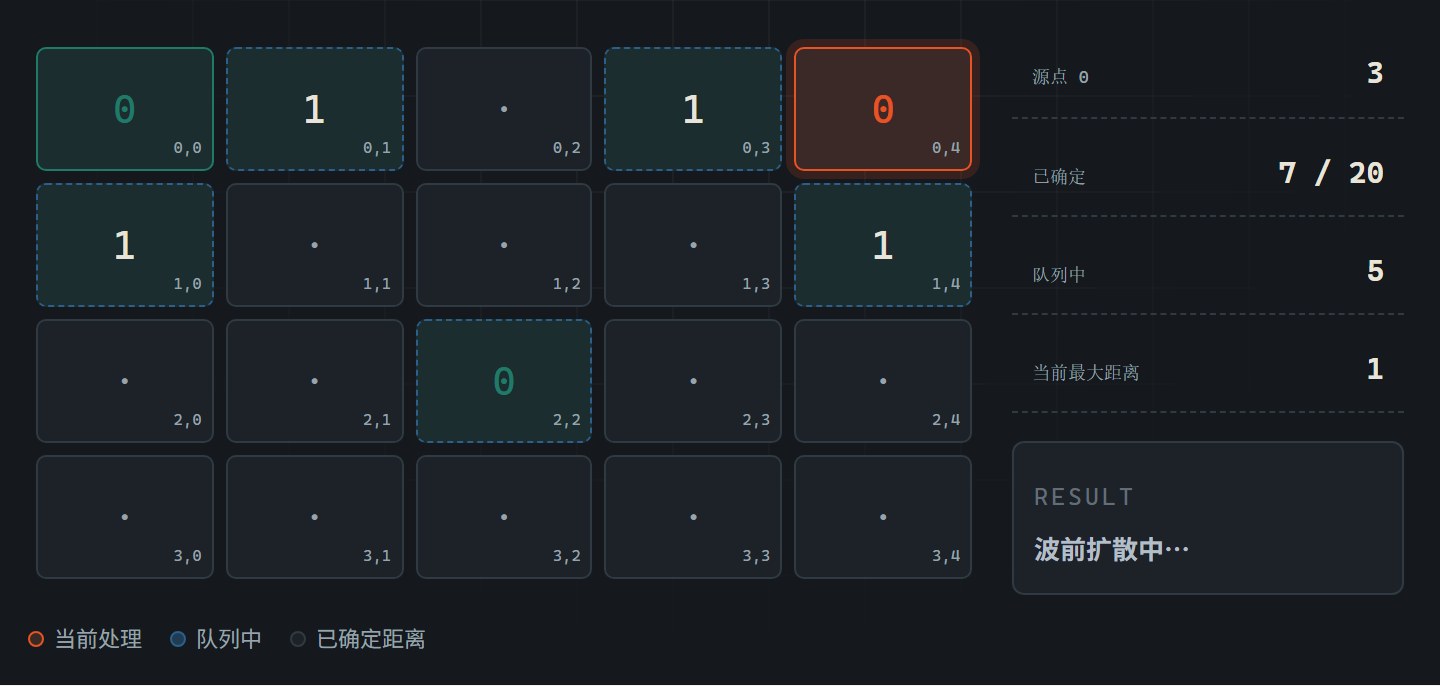 0 1 · 1 0
0,0 0,1 0,2 0,3 0,4
1 · · · 1
1,0 1,1 1,2 1,3 1,4
· · 0 · ·
2,0 2,1 2,2 2,3 2,4
· · · · ·
3,0 3,1 3,2 3,3 3,4
当前处理 队列中 已确定距离
源点 0 3
已确定 7 / 20
队列中 5
当前最大距离 1
RESULT
波前扩散中…